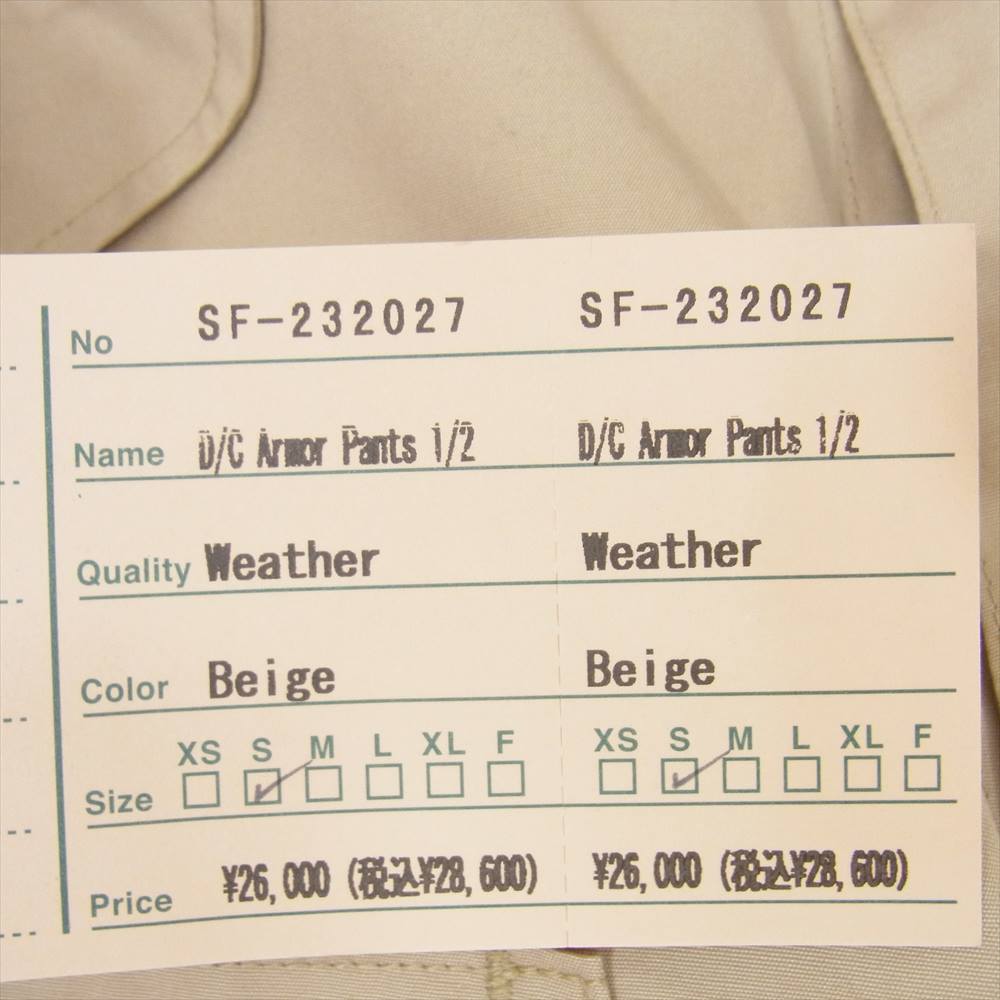 No SF-232027 SF-232027
Name D/C Armor Pants 1/2 D/C Armor Pants 1/2
Quality Weather Weather
Color Beige Beige
XS S M L XL F XS S M L XL F
Size
Price ¥26,000 (税込¥28,600) ¥26,000 (税込¥28,600)